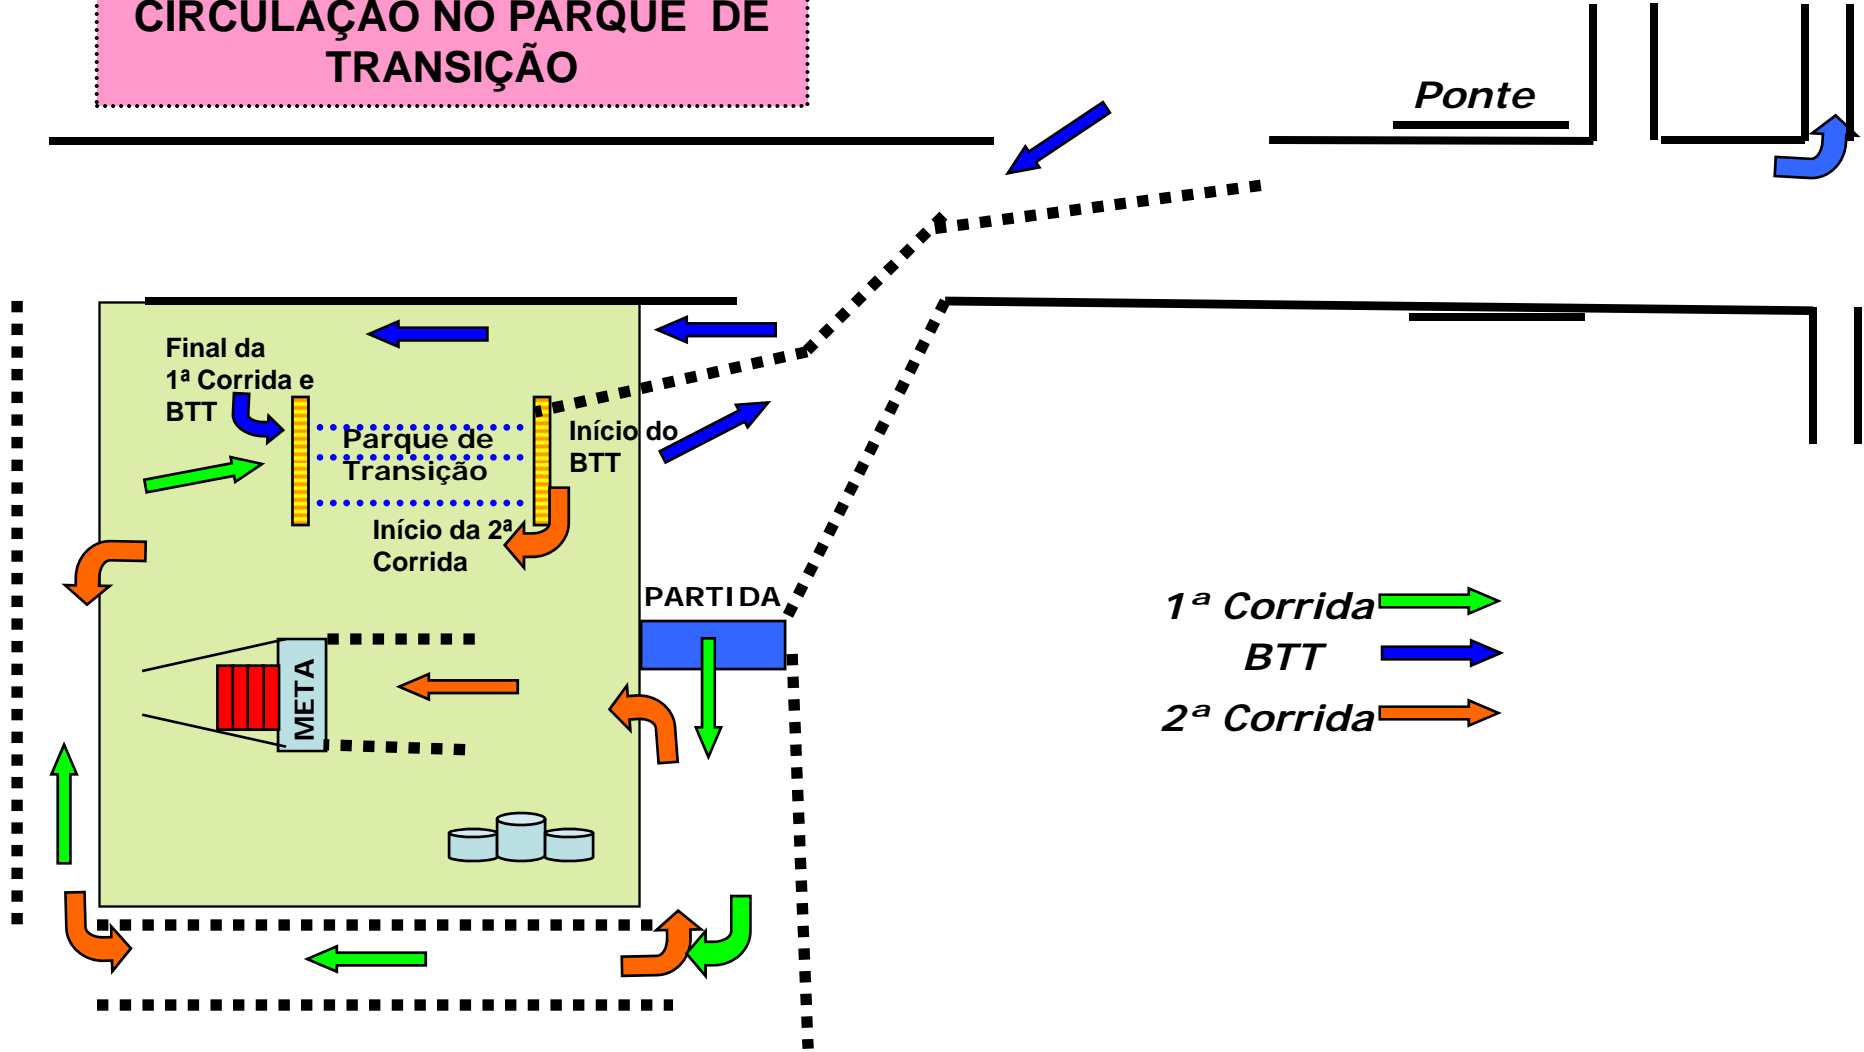 CIRCULAÇÃO NO PARQUE DE
TRANSIÇÃO
Ponte
Final da
1ª Corrida e
BTT
Parque de
Transição
Início do
BTT
Início da 2ª
Corrida
PARTIDA
META
1ª Corrida
BTT
2ª Corrida